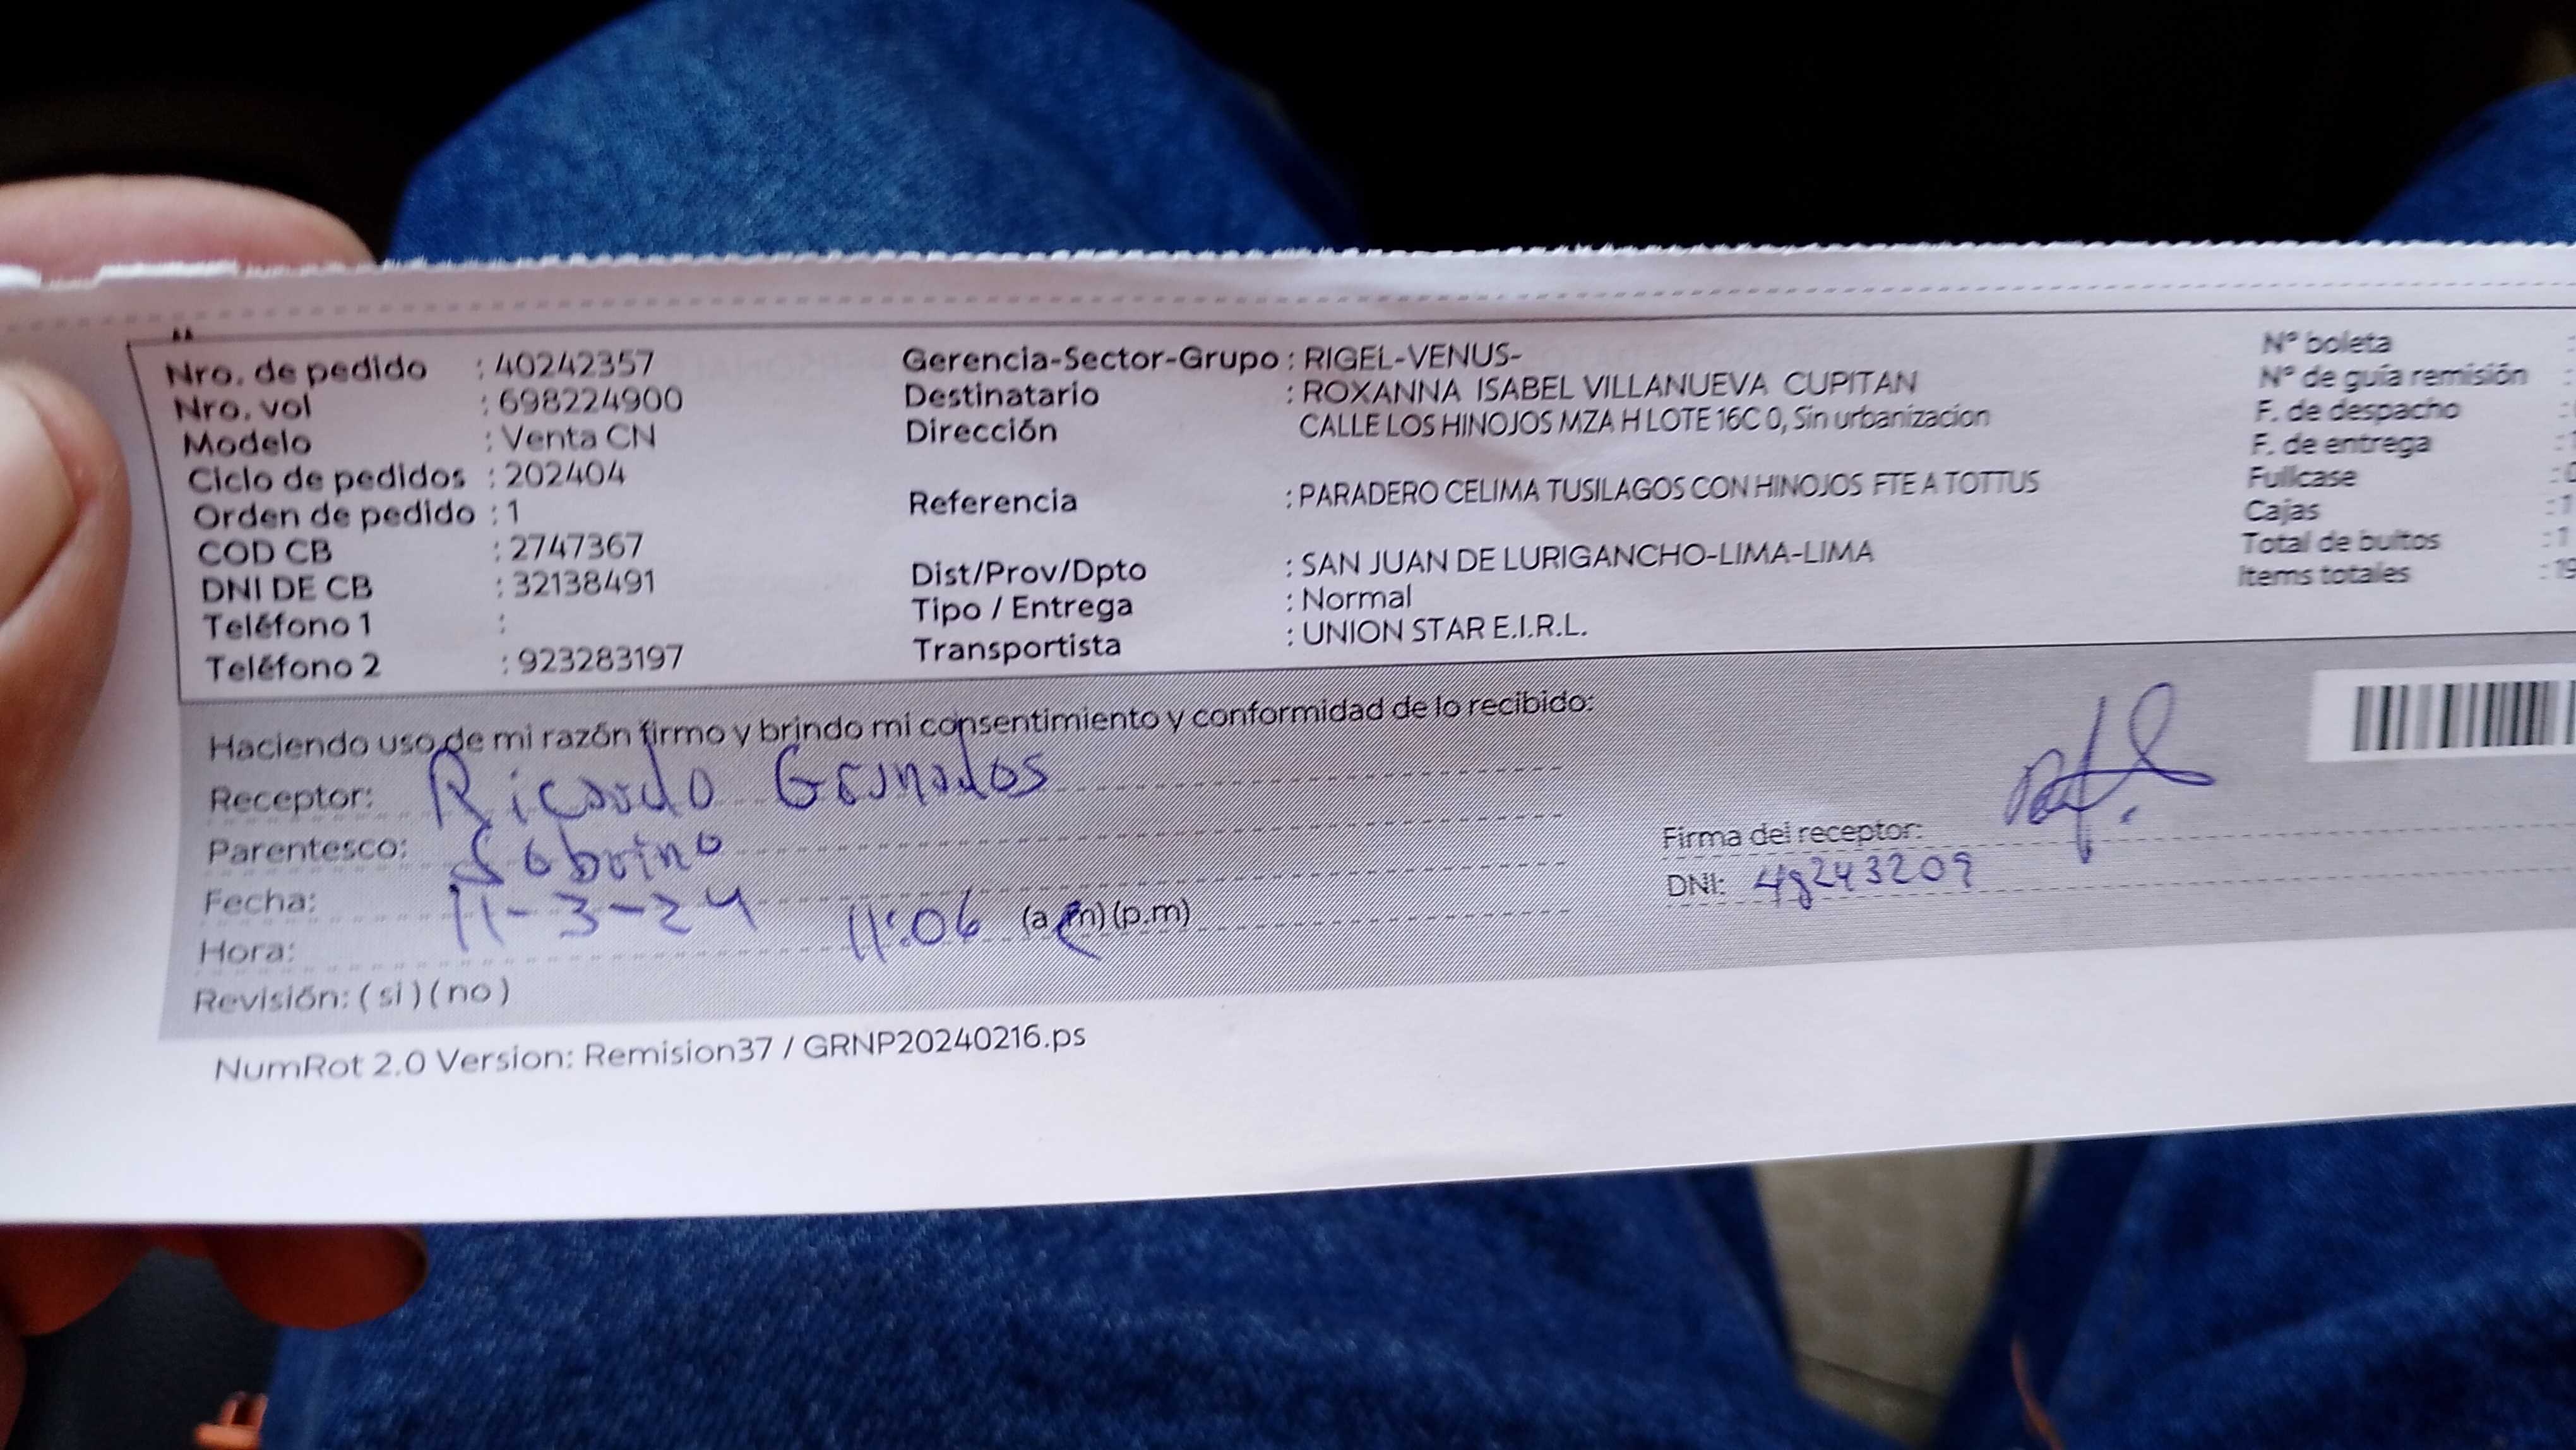 Nro. de pedido : 40242357
Nro. vol : 698224900
Modelo : Venta CN
Ciclo de pedidos : 202404
Orden de pedido : 1
COD CB : 2747367
DNI DE CB : 32138491
Teléfono 1 :
Teléfono 2 : 923283197
Gerencia-Sector-Grupo : RIGEL-VENUS-
Destinatario : ROXANNA ISABEL VILLANUEVA CUPITAN
Dirección CALLE LOS HINOJOS MZA H LOTE 16C 0, Sin urbanizacion
Referencia : PARADERO CELIMA TUSILAGOS CON HINOJOS FTE A TOTTUS
Dist/Prov/Dpto : SAN JUAN DE LURIGANCHO-LIMA-LIMA
Tipo / Entrega : Normal
Transportista : UNION STAR E.I.R.L.
N° boleta :
N° de guía remisión :
F. de despacho :
F. de entrega :
Fullcase :
Cajas : 1
Total de bultos : 1
Items totales : 19
Haciendo uso de mi razón firmo y brindo mi consentimiento y conformidad de lo recibido:
Receptor: Ricardo Granados
Parentesco: Sobrino
Fecha: 11-3-24
Hora: 11:06 (a.m) (p.m)
Revisión: ( si ) ( no )
Firma del receptor:
DNI: 48243209
NumRot 2.0 Version: Remision37 / GRNP20240216.ps